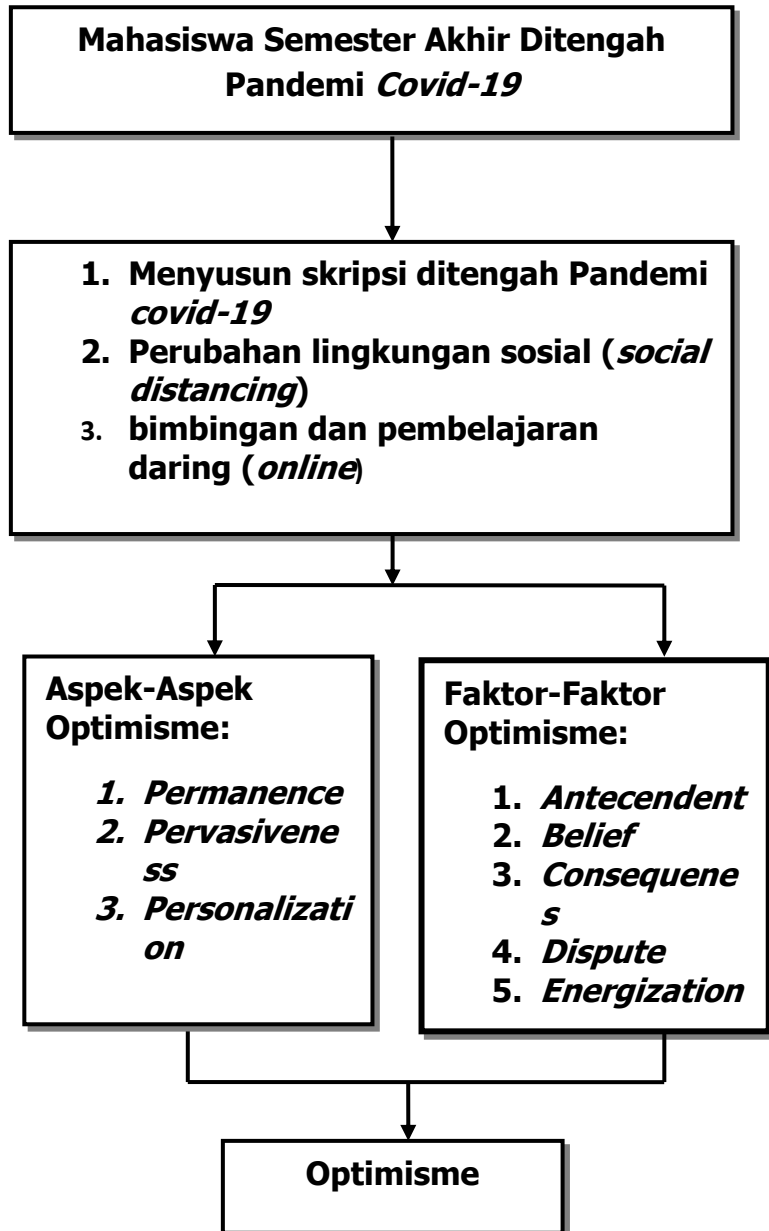 Mahasiswa Semester Akhir Ditengah
Pandemi Covid-19
1. Menyusun skripsi ditengah Pandemi
covid-19
2. Perubahan lingkungan sosial (social
distancing)
3. bimbingan dan pembelajaran
daring (online)
Aspek-Aspek
Optimisme:
1. Permanence
2. Pervasivene
ss
3. Personalizati
on
Faktor-Faktor
Optimisme:
1. Antecendent
2. Belief
3. Consequene
s
4. Dispute
5. Energization
Optimisme